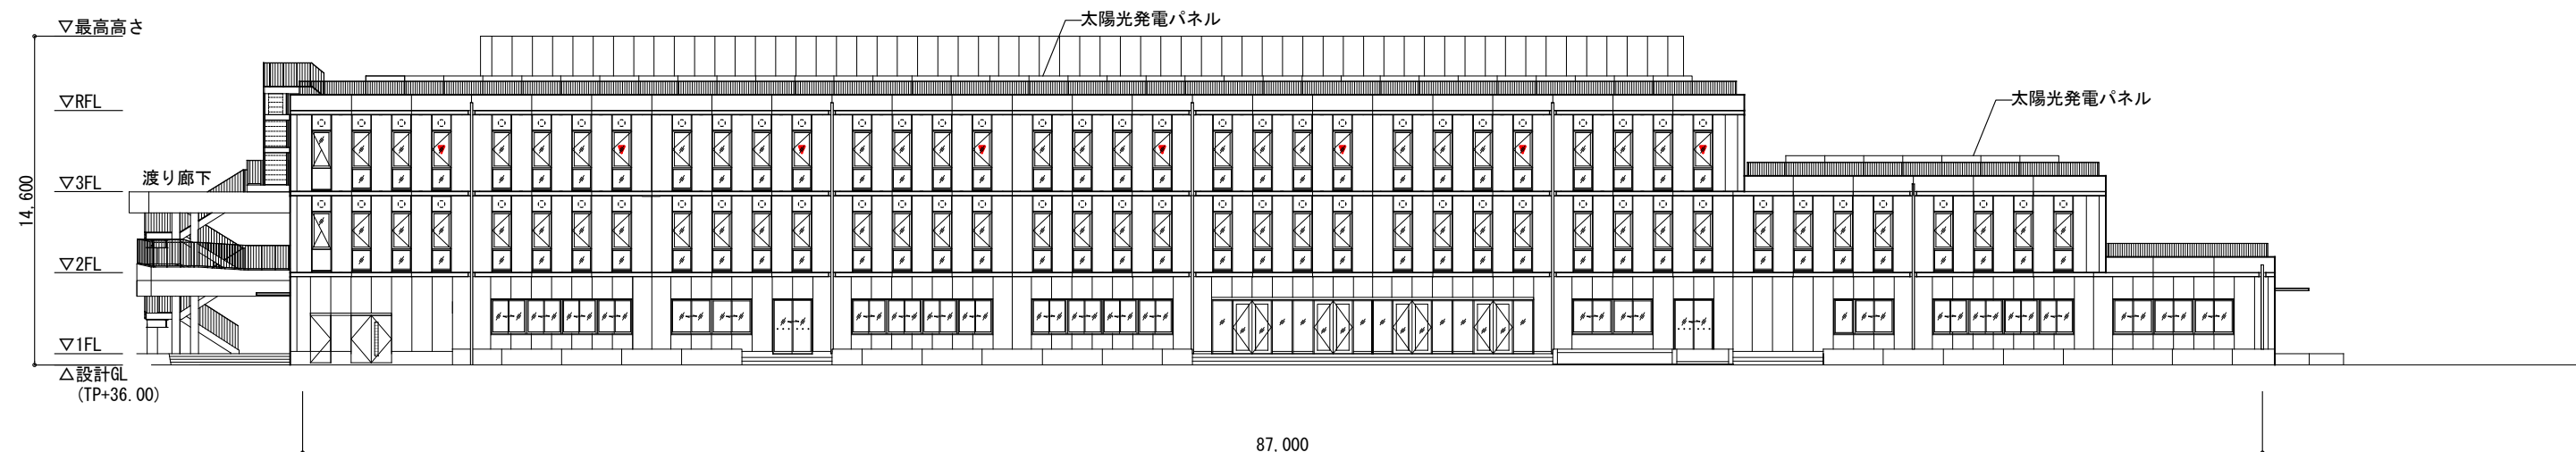 ▽最高高さ
太陽光発電パネル
▽RFL
太陽光発電パネル
▽3FL
渡り廊下
14,600
▽2FL
▽1FL
△設計GL
(TP+36.00)
87,000